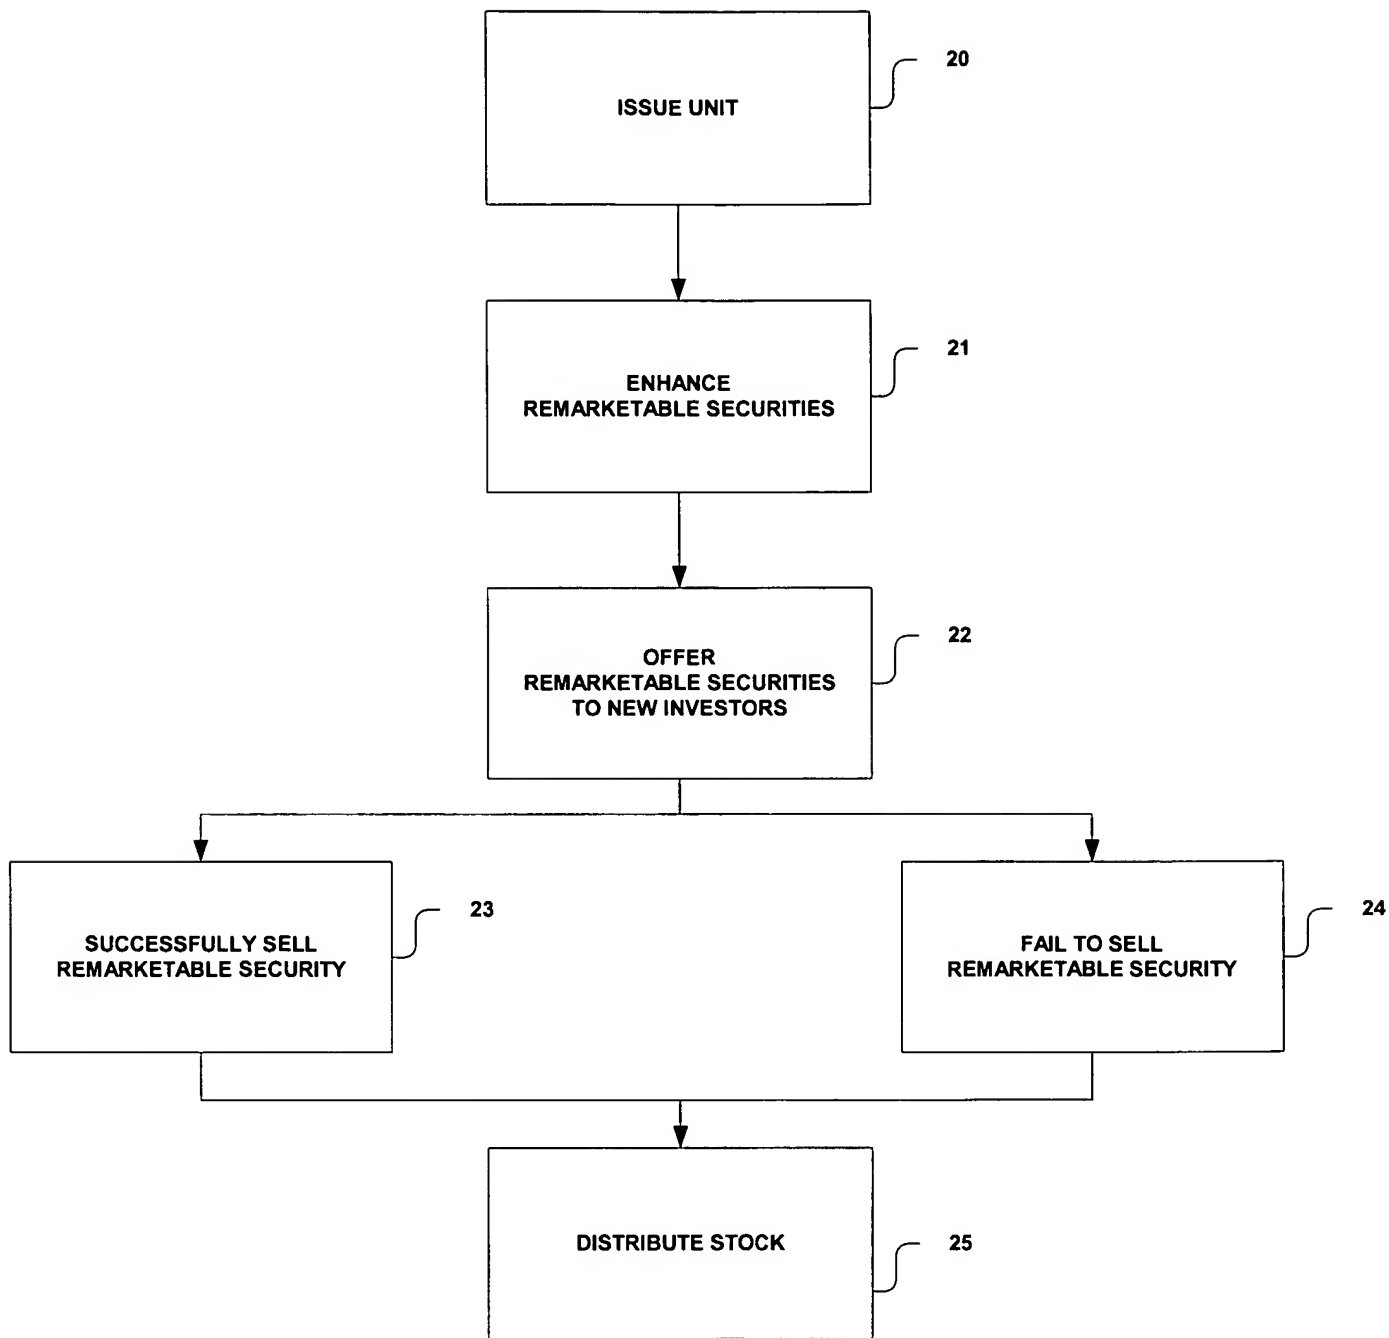 20
ISSUE UNIT
21
ENHANCE
REMARKETABLE SECURITIES
22
OFFER
REMARKETABLE SECURITIES
TO NEW INVESTORS
23
SUCCESSFULLY SELL
REMARKETABLE SECURITY
24
FAIL TO SELL
REMARKETABLE SECURITY
DISTRIBUTE STOCK
25